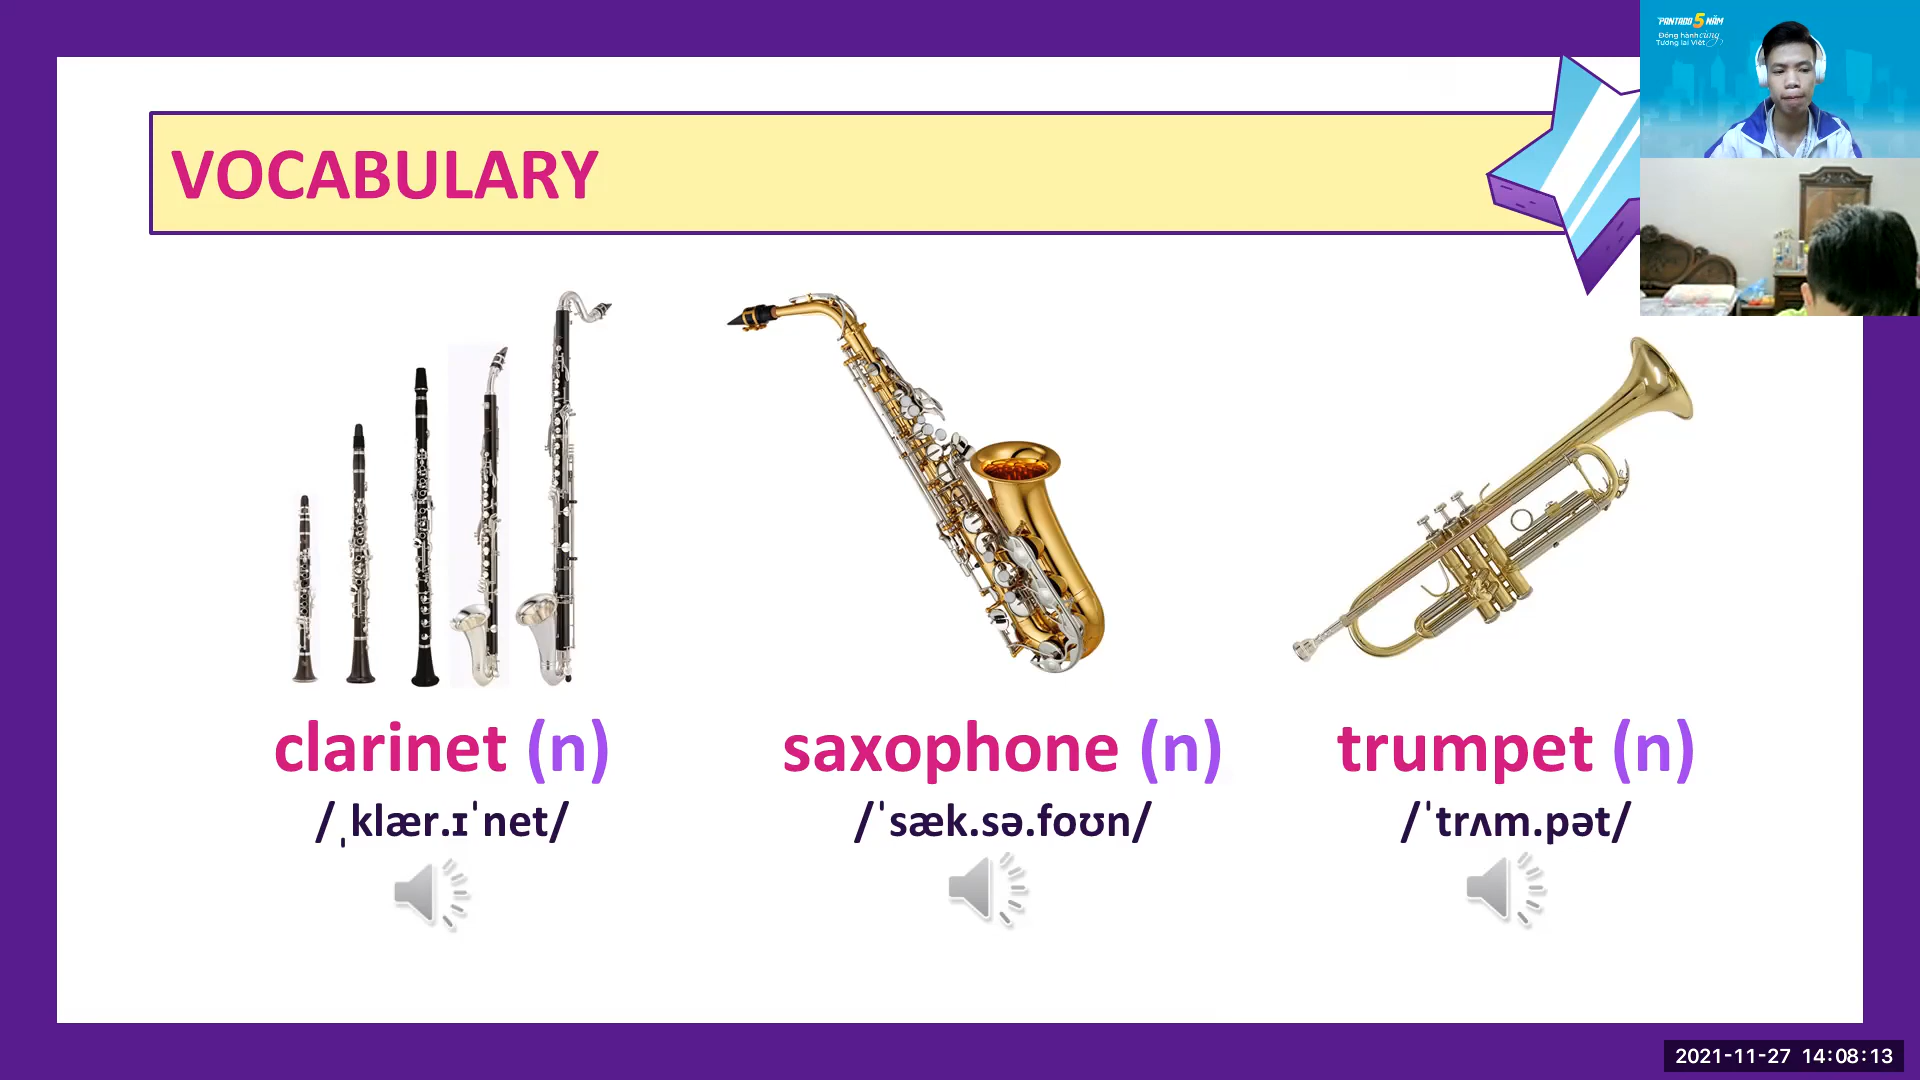 PANTADO 5 NĂM
Đồng hành cùng
Tương lai Việt
VOCABULARY
clarinet (n)
saxophone (n)
trumpet (n)
/ˌklær.ɪˈnet/
/ˈsæk.sə.foʊn/
/ˈtrʌm.pət/
2021-11-27 14:08:13